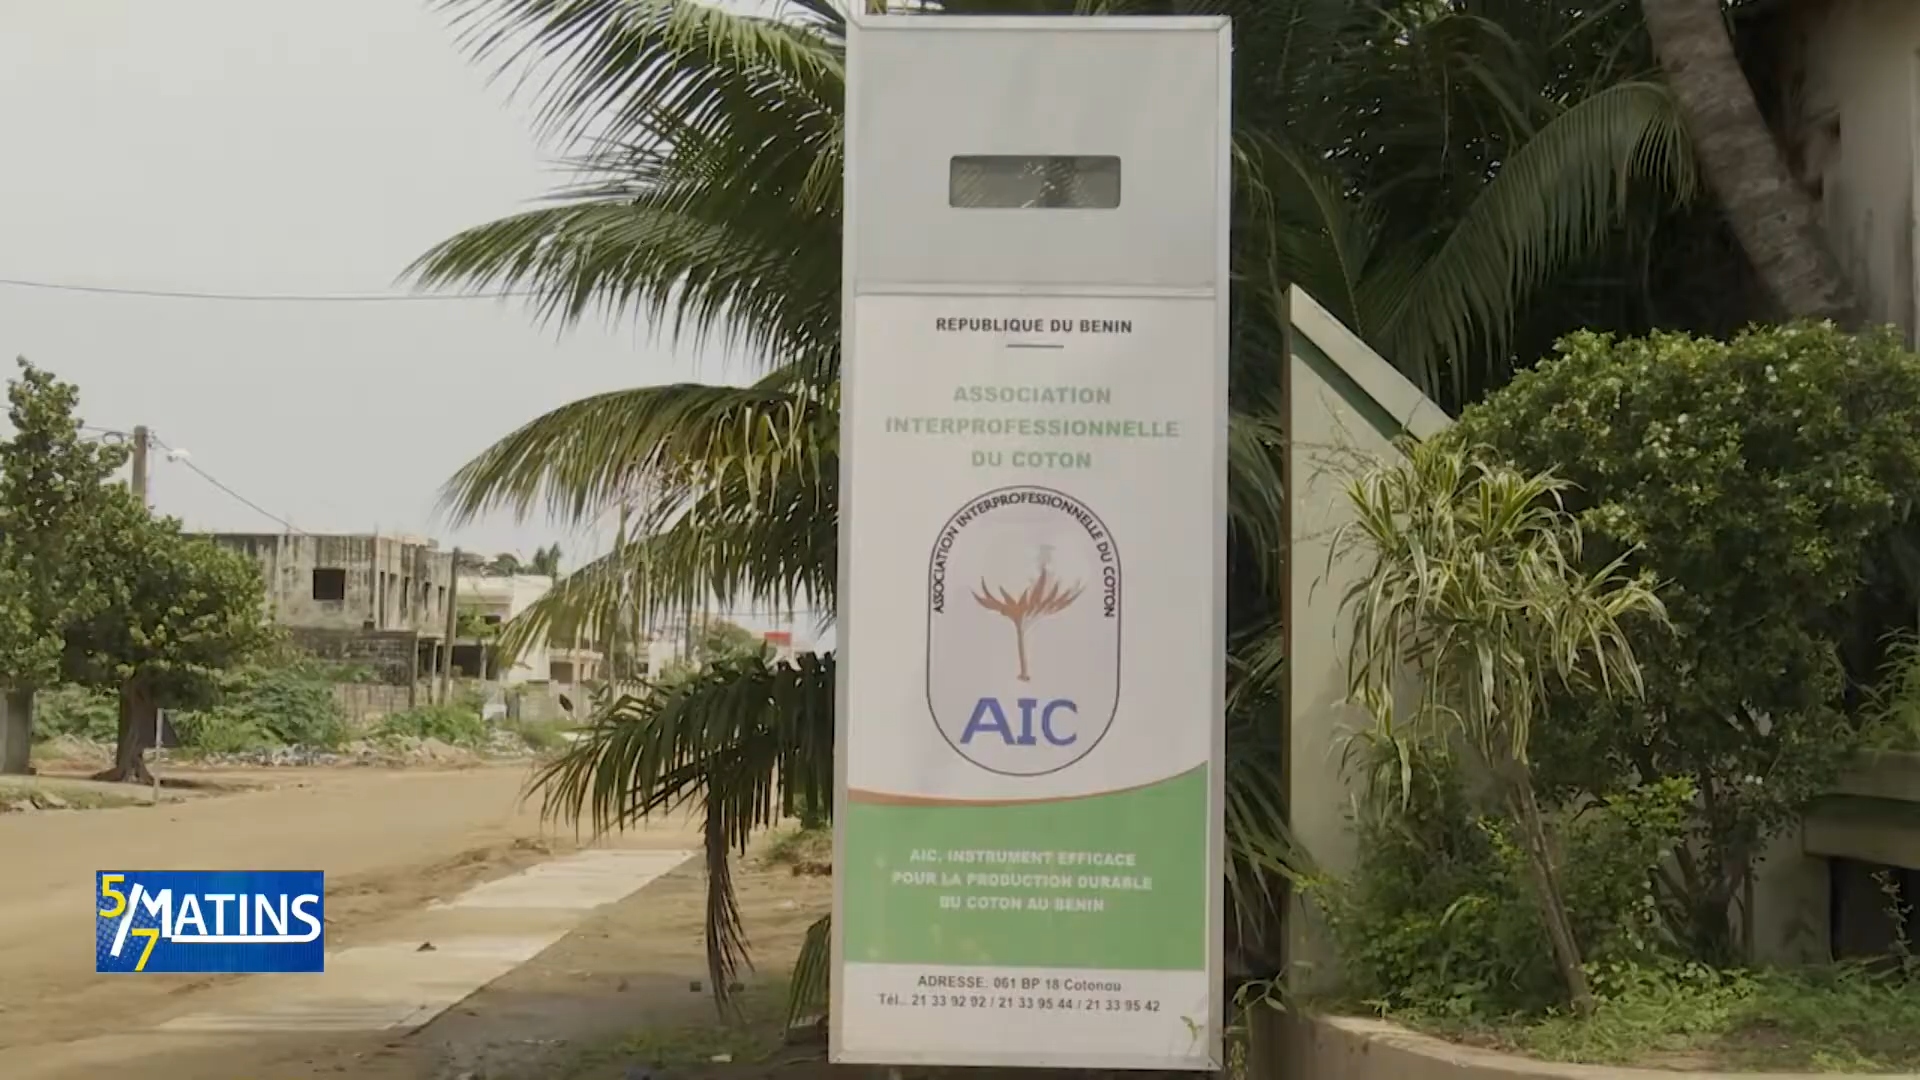 REPUBLIQUE DU BENIN
ASSOCIATION
INTERPROFESSIONNELLE
DU COTON
ASSOCIATION INTERPROFESSIONNELLE DU COTON
AIC
AIC, INSTRUMENT EFFICACE
POUR LA PRODUCTION DURABLE
DU COTON AU BENIN
ADRESSE: 061 BP 18 Cotonou
Tél.. 21 33 92 92 / 21 33 95 44 / 21 33 95 42
5/7 MATINS